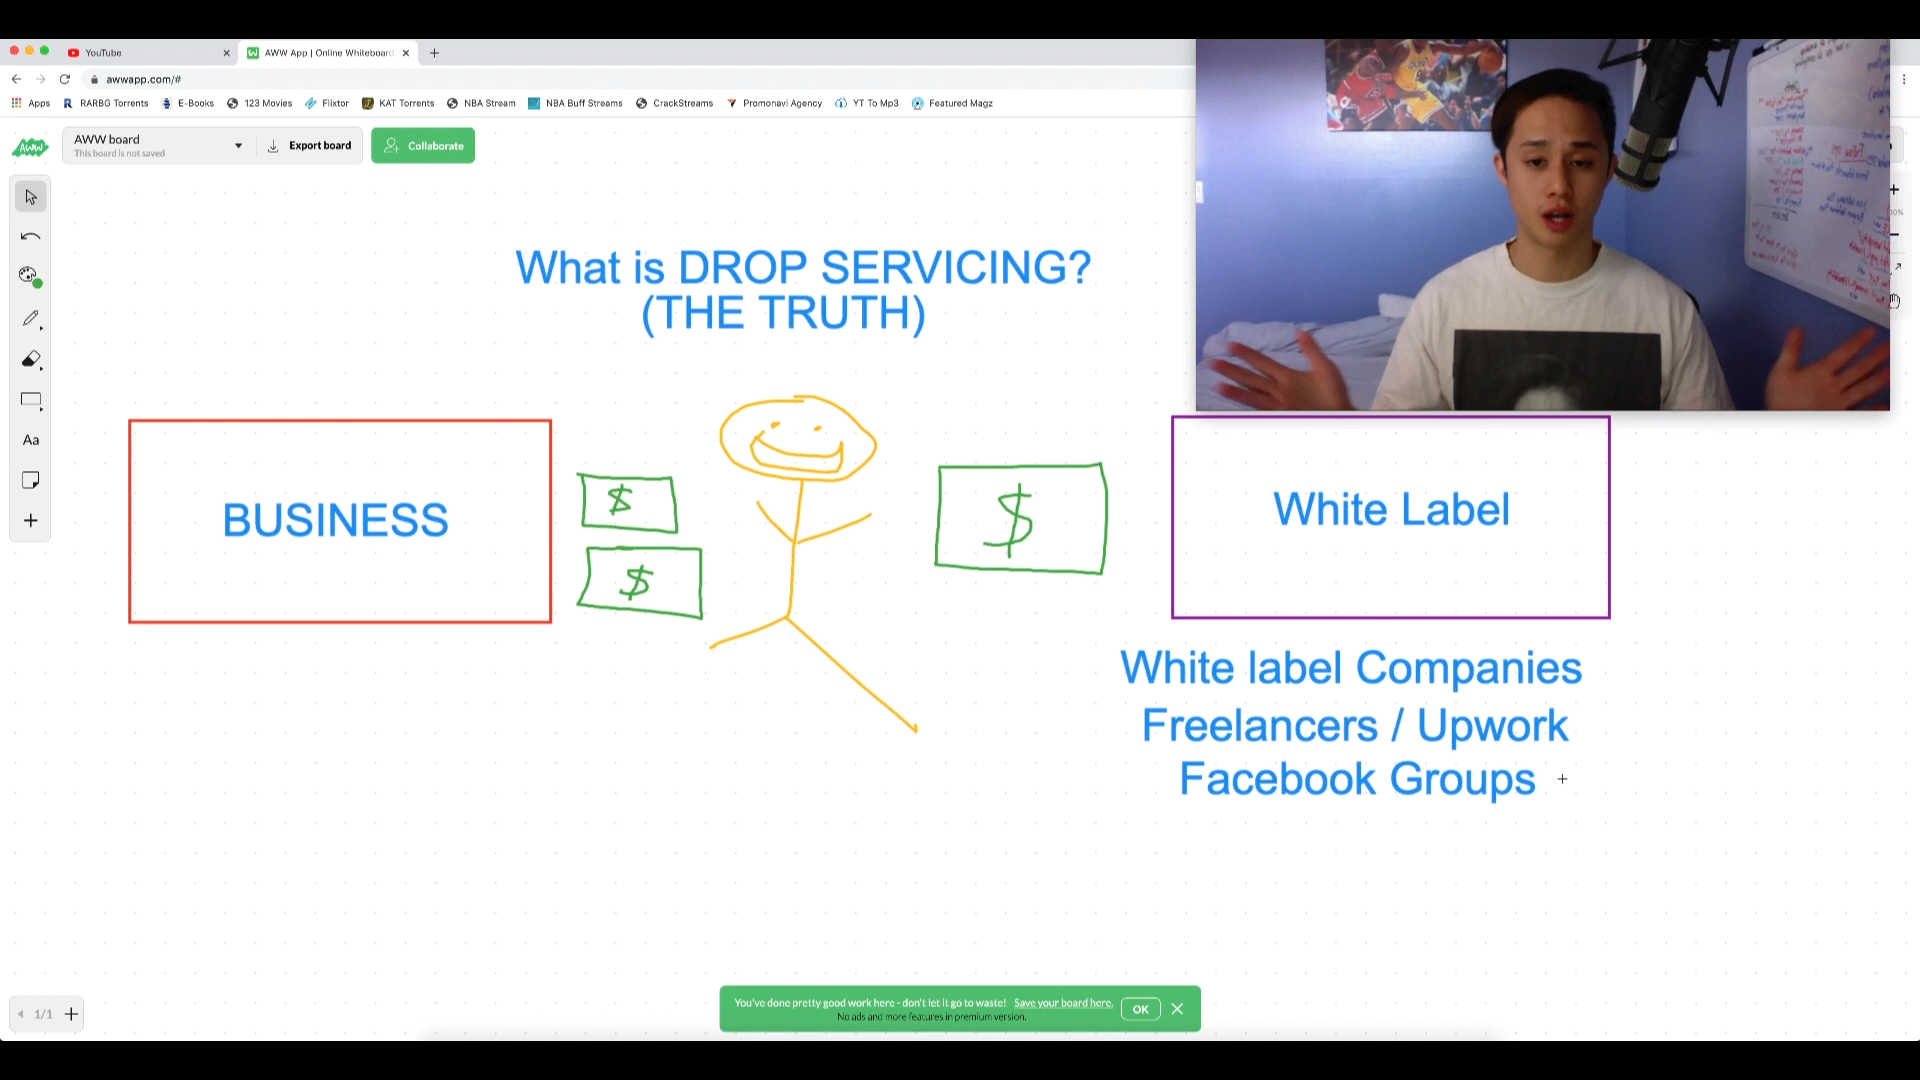 YouTube
AWW App | Online Whiteboard
awwapp.com/#
Apps
RARBG Torrents
E-Books
123 Movies
Flixtor
KAT Torrents
NBA Stream
NBA Buff Streams
CrackStreams
Promonavi Agency
YT To Mp3
Featured Magz
AWW
AWW board
This board is not saved
Export board
Collaborate
Aa
What is DROP SERVICING?
(THE TRUTH)
BUSINESS
$
$
$
White Label
White label Companies
Freelancers / Upwork
Facebook Groups
You've done pretty good work here - don't let it go to waste! Save your board here.
No ads and more features in premium version.
OK
1/1